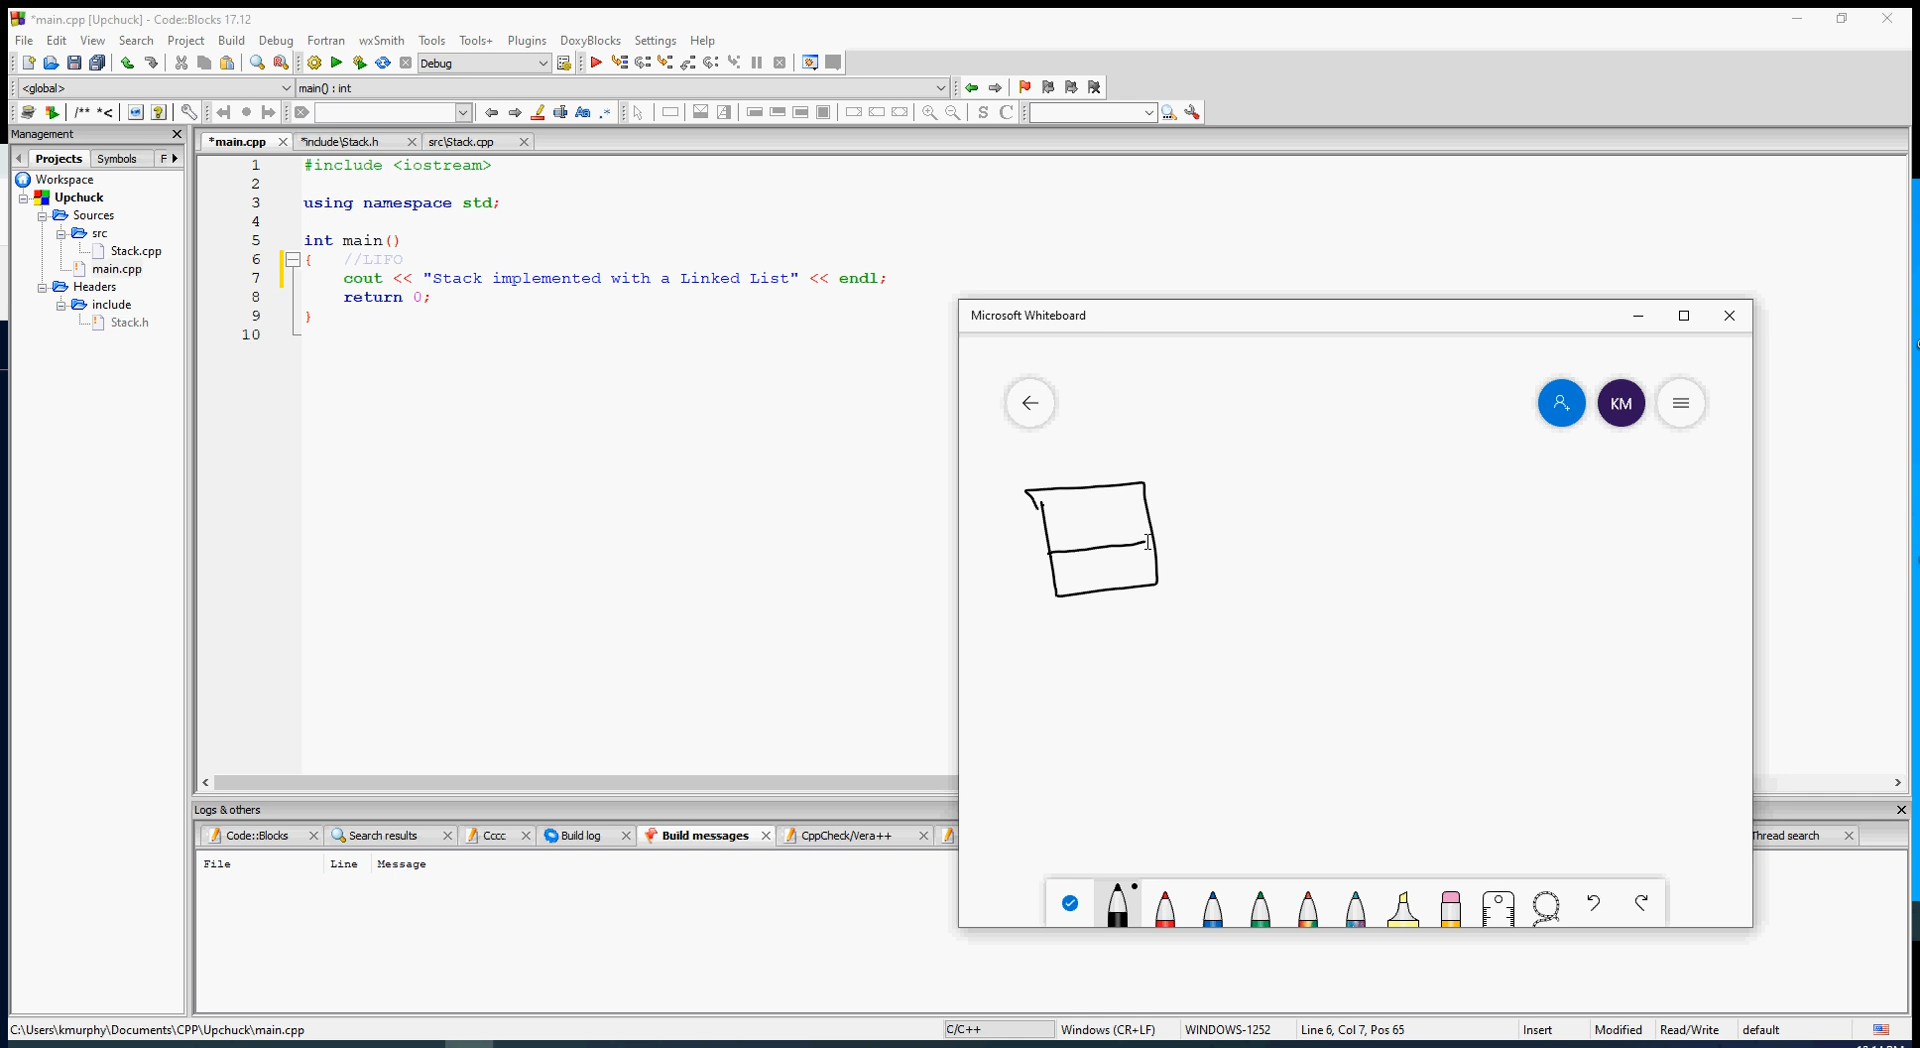 *main.cpp [Upchuck] - Code::Blocks 17.12
File Edit View Search Project Build Debug Fortran wxSmith Tools Tools+ Plugins DoxyBlocks Settings Help
Debug
<global> main() : int
/** *< Aa .* S C
Management
Projects Symbols F
*main.cpp *include\Stack.h src\Stack.cpp
Workspace
Upchuck
Sources
src
Stack.cpp
main.cpp
Headers
include
Stack.h
1 #include <iostream>
2
3 using namespace std;
4
5 int main()
6 { //LIFO
7 cout << "Stack implemented with a Linked List" << endl;
8 return 0;
9 }
10
Microsoft Whiteboard
KM
Logs & others
Code::Blocks Search results Cccc Build log Build messages CppCheck/Vera++ Thread search
File Line Message
C:\Users\kmurphy\Documents\CPP\Upchuck\main.cpp C/C++ Windows (CR+LF) WINDOWS-1252 Line 6, Col 7, Pos 65 Insert Modified Read/Write default